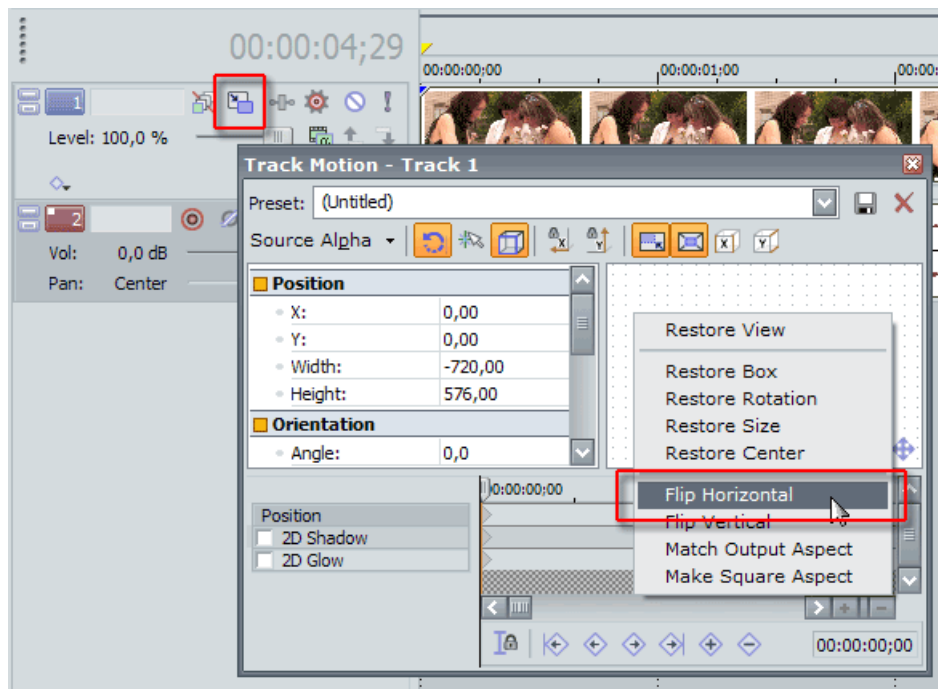 00:00:04;29
00:00:00;00
00:00:01;00
00:00:
1
Level: 100,0 %
Track Motion - Track 1
Preset: (Untitled)
Source Alpha
2
Vol: 0,0 dB
Pan: Center
Position
X: 0,00
Y: 0,00
Width: -720,00
Height: 576,00
Orientation
Angle: 0,0
Restore View
Restore Box
Restore Rotation
Restore Size
Restore Center
Flip Horizontal
Flip Vertical
Match Output Aspect
Make Square Aspect
0:00:00;00
Position
2D Shadow
2D Glow
00:00:00;00